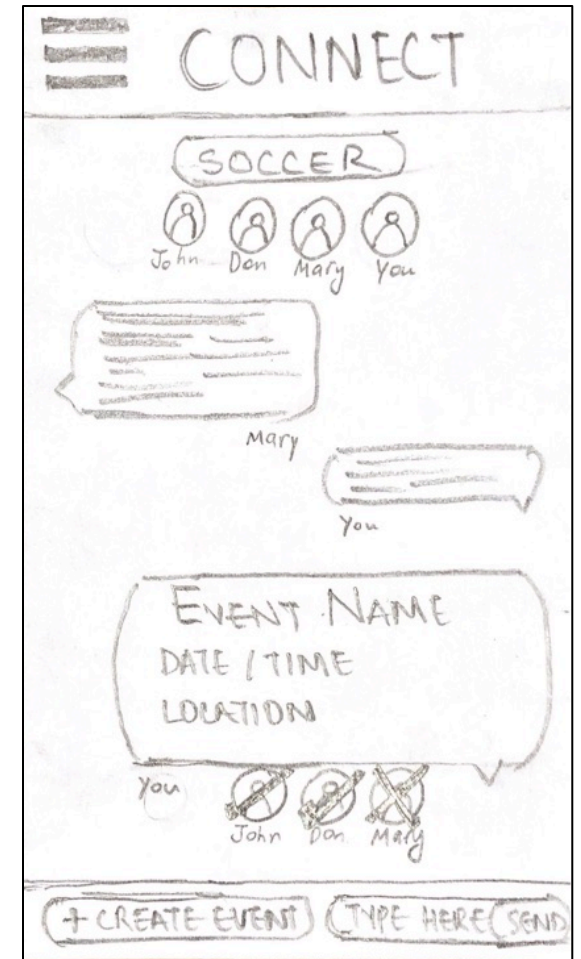 CONNECT
SOCCER
John Don Mary You
Mary
You
EVENT NAME
DATE / TIME
LOCATION
You
John Don Mary
+ CREATE EVENT TYPE HERE SEND